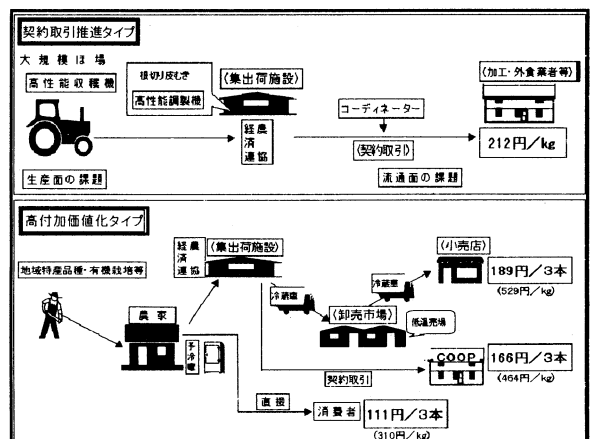 契約取引推進タイプ
大規模ほ場
高性能収穫機
根切り皮むき
高性能調製機
〈集出荷施設〉
経済連
農協
コーディネーター
〈契約取引〉
〈加工・外食業者等〉
212円/kg
生産面の課題
流通面の課題
高付加価値化タイプ
地域特産品種・有機栽培等
農家
予冷庫
経済連
農協
〈集出荷施設〉
冷蔵車
〈卸売市場〉
低温売場
冷蔵車
〈小売店〉
189円/3本
(529円/kg)
契約取引
COOP
166円/3本
(464円/kg)
直接
消費者
111円/3本
(310円/kg)